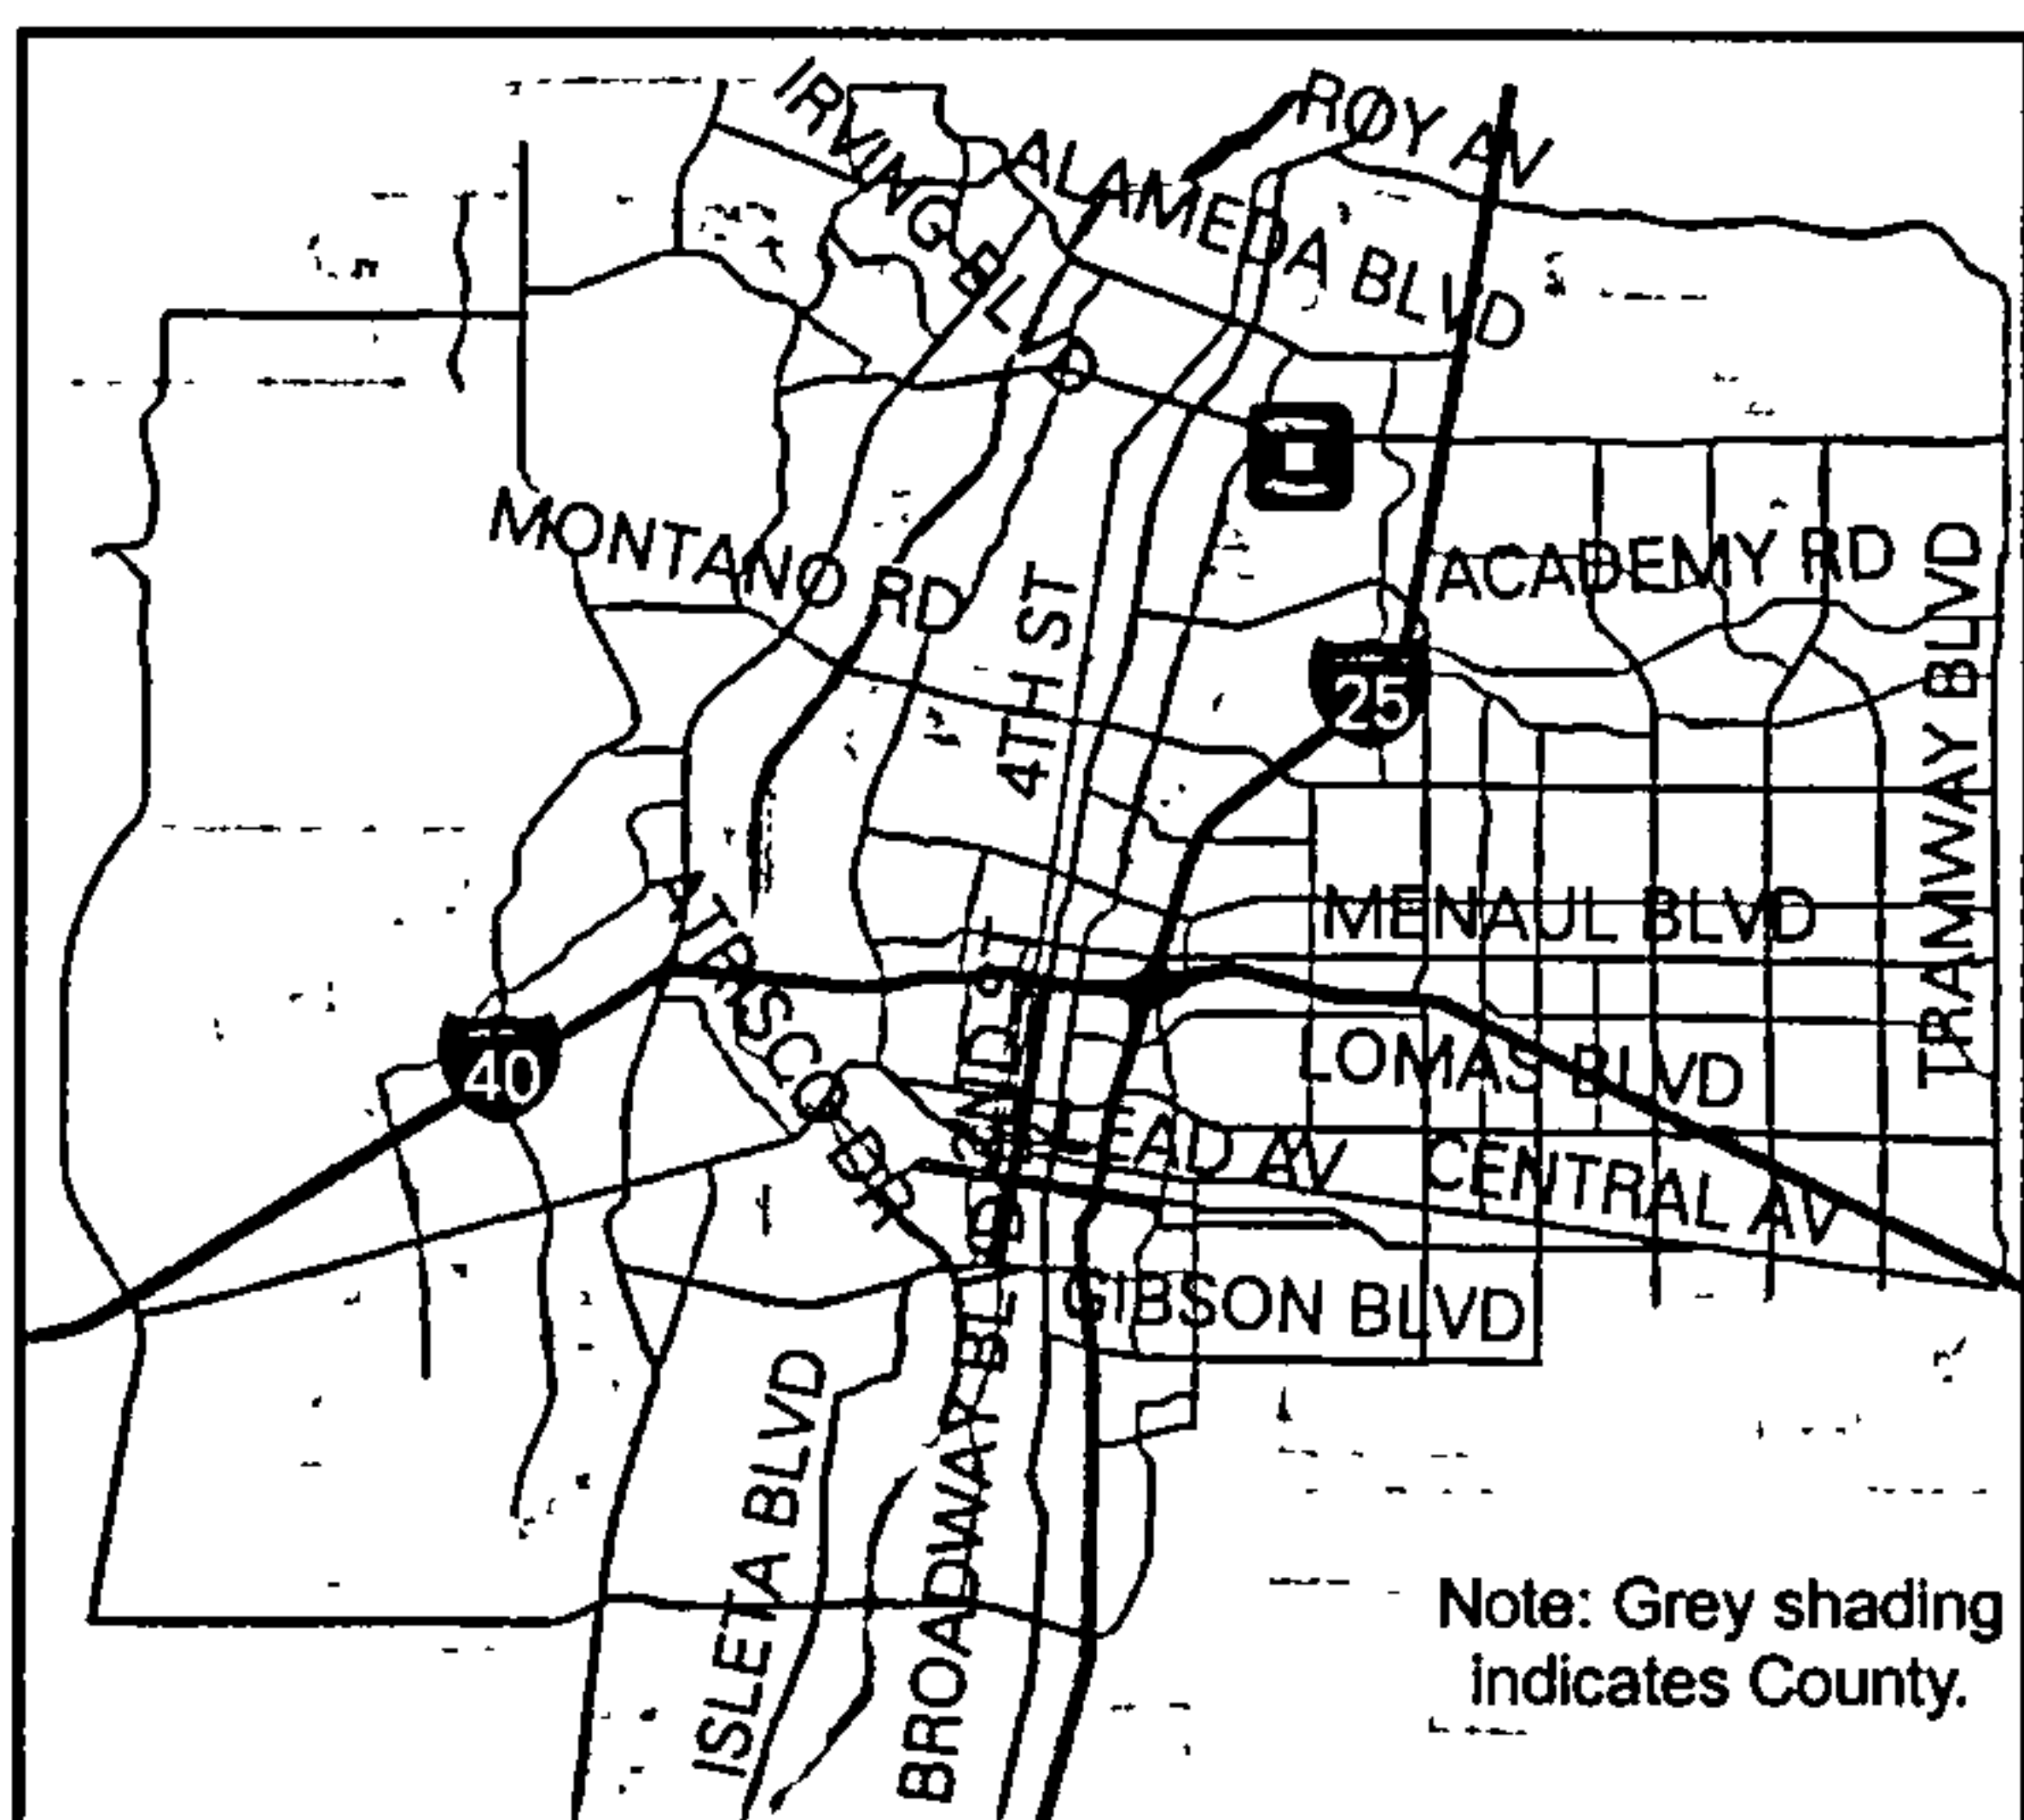 IRVING BLVD
ROY AV
ALAMEDA BLVD
MONTANO RD
ACADEMY RD
4TH ST
TRAMWAY BLVD
25
MENAUL BLVD
ATRISCO DR
2ND ST
40
LOMAS BLVD
LEAD AV
CENTRAL AV
GIBSON BLVD
ISLETA BLVD
BROADWAY BLVD
Note: Grey shading
indicates County.